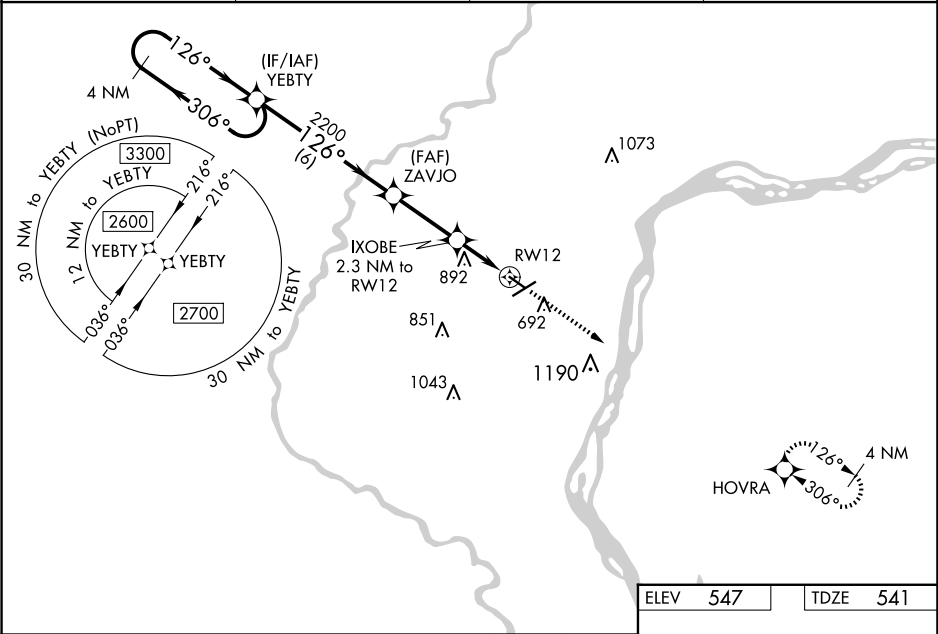 126°
306°
4 NM
(IF/IAF)
YEBTY
2200
126°
(6)
(FAF)
ZAVJO
1073
IXOBE
2.3 NM to
RW12
892
RW12
692
851
1043
1190
30 NM to YEBTY (NoPT)
3300
12 NM to YEBTY
2600
216°
216°
YEBTY
YEBTY
036°
036°
2700
30 NM to YEBTY
HOVRA
126°
306°
4 NM
ELEV 547
TDZE 541